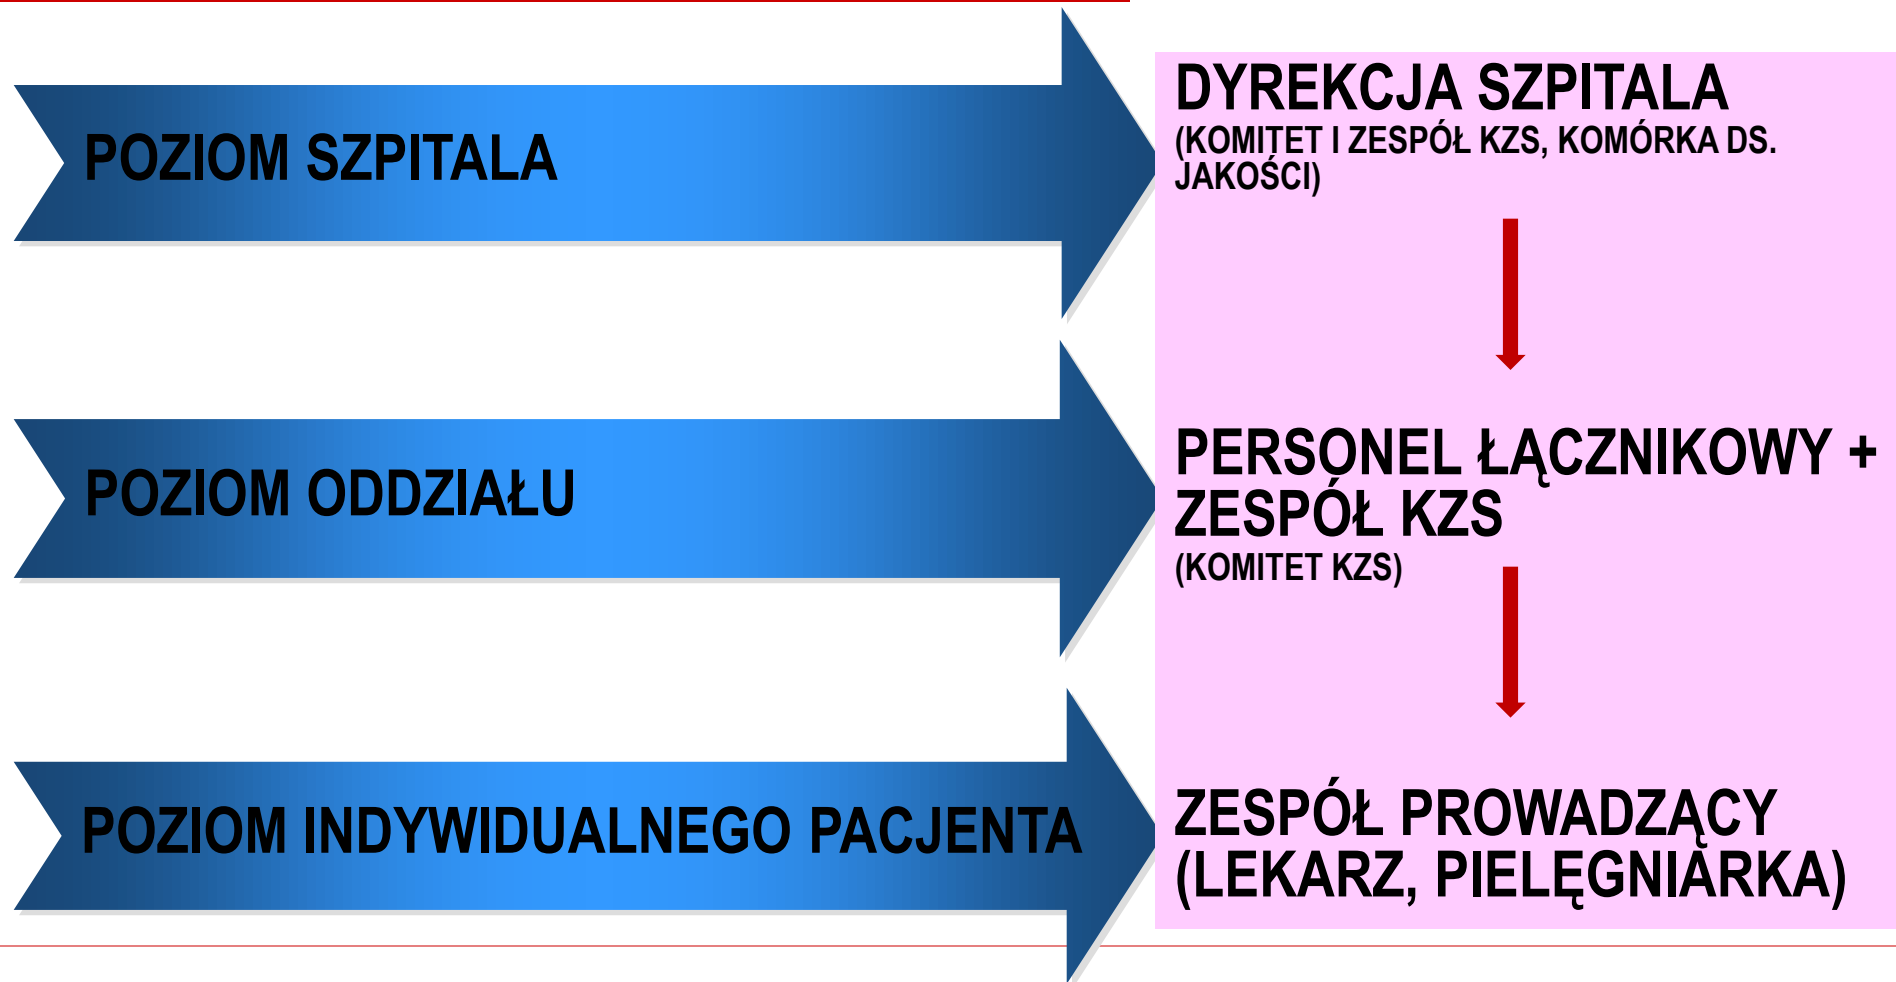 POZIOM SZPITALA
DYREKCJA SZPITALA
(KOMITET I ZESPÓŁ KZS, KOMÓRKA DS.
JAKOŚCI)
POZIOM ODDZIAŁU
PERSONEL ŁĄCZNIKOWY +
ZESPÓŁ KZS
(KOMITET KZS)
POZIOM INDYWIDUALNEGO PACJENTA
ZESPÓŁ PROWADZĄCY
(LEKARZ, PIELĘGNIARKA)